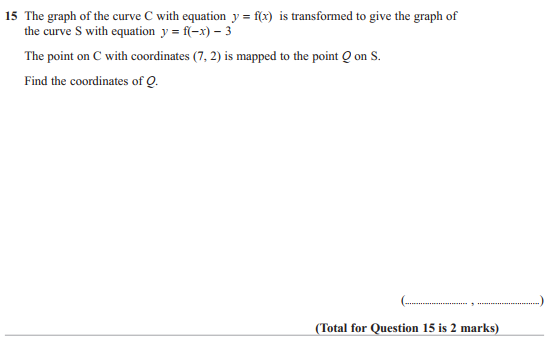 15 The graph of the curve C with equation y = f(x) is transformed to give the graph of
the curve S with equation y = f(−x) − 3
The point on C with coordinates (7, 2) is mapped to the point Q on S.
Find the coordinates of Q.
(.............................. , ..............................)
(Total for Question 15 is 2 marks)